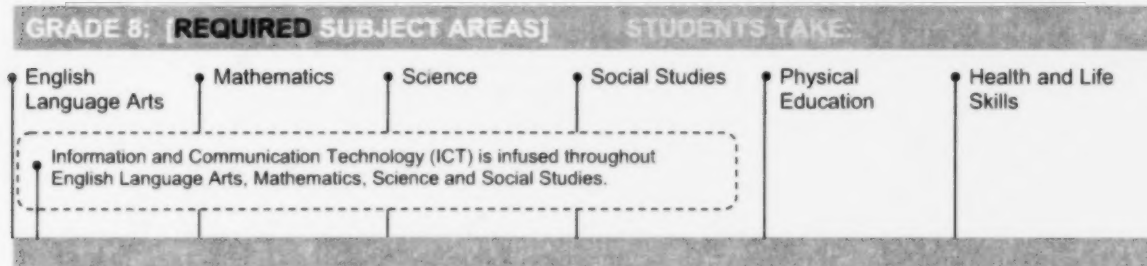 GRADE 8: [REQUIRED SUBJECT AREAS] STUDENTS TAKE:
English
Language Arts
Mathematics
Science
Social Studies
Physical
Education
Health and Life
Skills
Information and Communication Technology (ICT) is infused throughout
English Language Arts, Mathematics, Science and Social Studies.